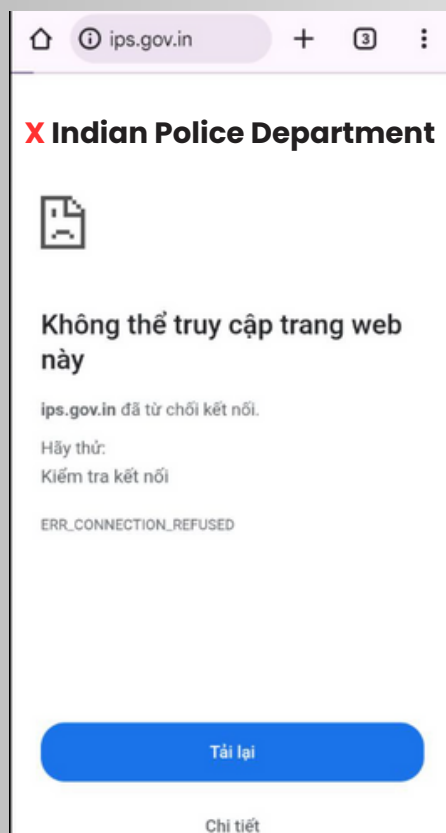 ips.gov.in
3
X Indian Police Department
Không thể truy cập trang web
này
ips.gov.in đã từ chối kết nối.
Hãy thử:
Kiểm tra kết nối
ERR_CONNECTION_REFUSED
Tải lại
Chi tiết